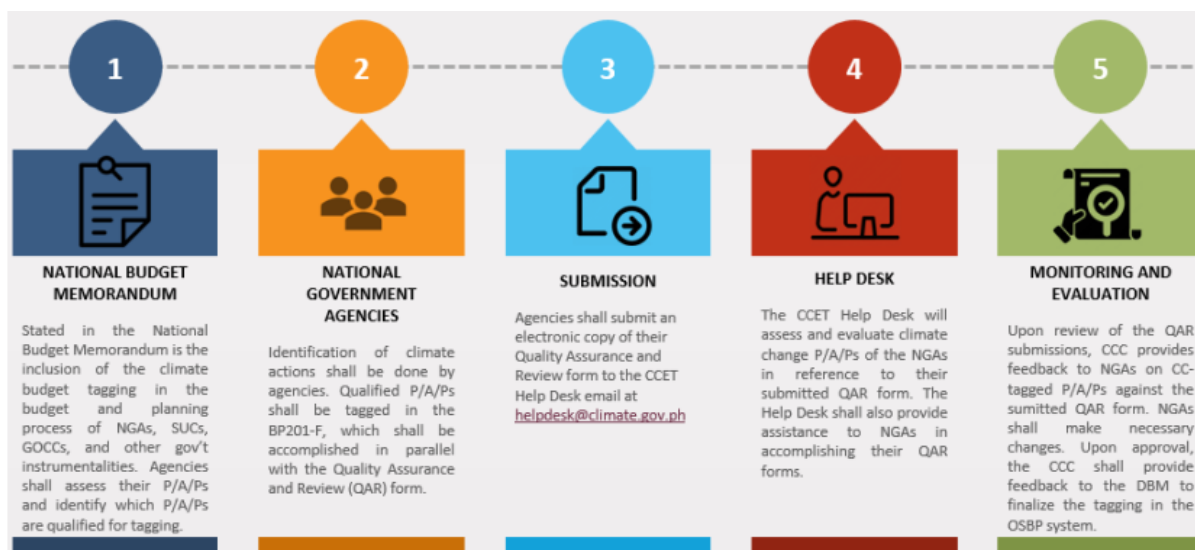 1
2
3
4
5
NATIONAL BUDGET
MEMORANDUM
Stated in the National
Budget Memorandum is the
inclusion of the climate
budget tagging in the
budget and planning
process of NGAs, SUCs,
GOCCs, and other gov't
instrumentalities. Agencies
shall assess their P/A/Ps
and identify which P/A/Ps
are qualified for tagging.
NATIONAL
GOVERNMENT
AGENCIES
Identification of climate
actions shall be done by
agencies. Qualified P/A/Ps
shall be tagged in the
BP201-F, which shall be
accomplished in parallel
with the Quality Assurance
and Review (QAR) form.
SUBMISSION
Agencies shall submit an
electronic copy of their
Quality Assurance and
Review form to the CCET
Help Desk email at
helpdesk@climate.gov.ph
HELP DESK
The CCET Help Desk will
assess and evaluate climate
change P/A/Ps of the NGAs
in reference to their
submitted QAR form. The
Help Desk shall also provide
assistance to NGAs in
accomplishing their QAR
forms.
MONITORING AND
EVALUATION
Upon review of the QAR
submissions, CCC provides
feedback to NGAs on CC-
tagged P/A/Ps against the
sumitted QAR form. NGAs
shall make necessary
changes. Upon approval,
the CCC shall provide
feedback to the DBM to
finalize the tagging in the
OSBP system.